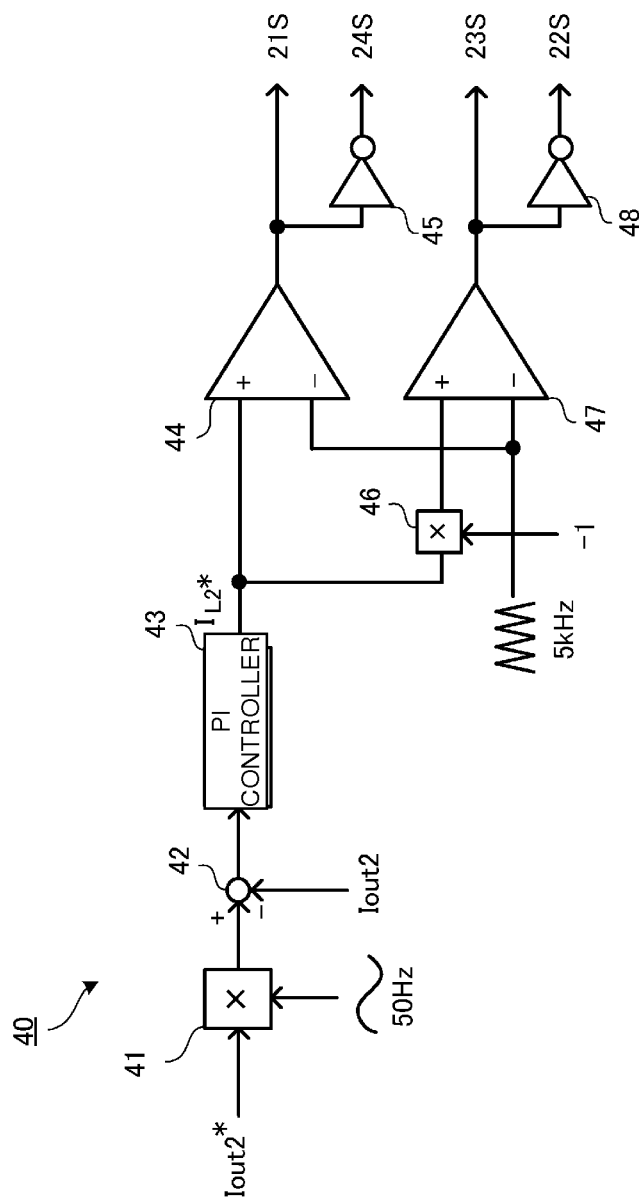 40
Iout2*
41
×
50Hz
+
−
42
Iout2
43
PI
CONTROLLER
IL2*
44
+
−
46
×
-1
5kHz
47
+
−
45
48
21S
24S
23S
22S